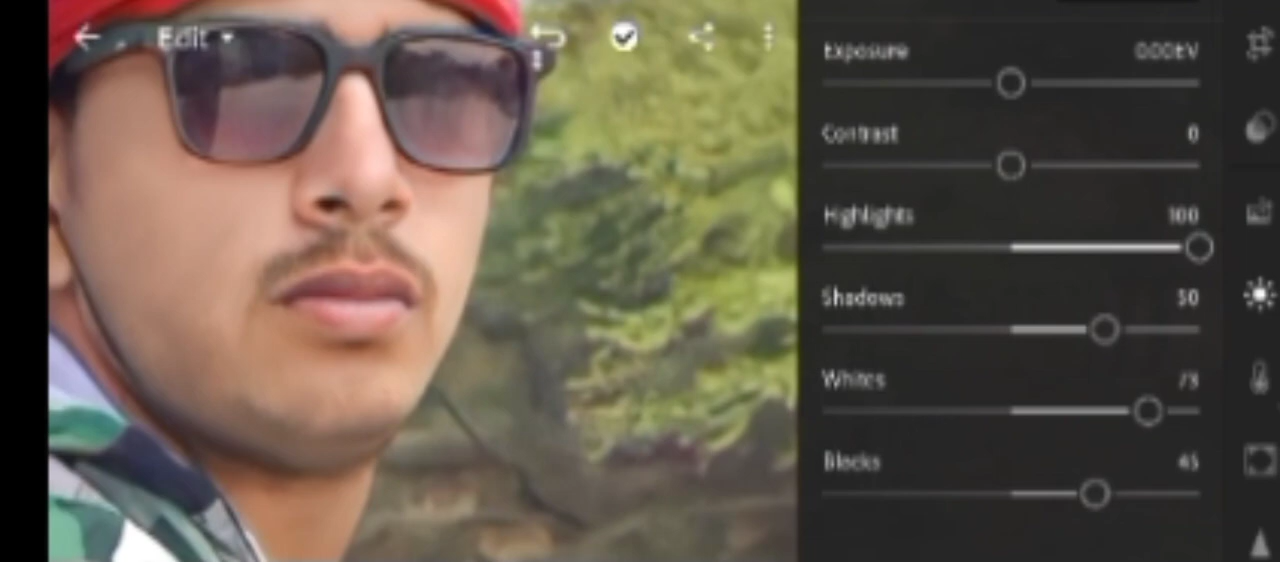 Edit
Exposure 0.00EV
Contrast 0
Highlights 100
Shadows 50
Whites 73
Blacks 45